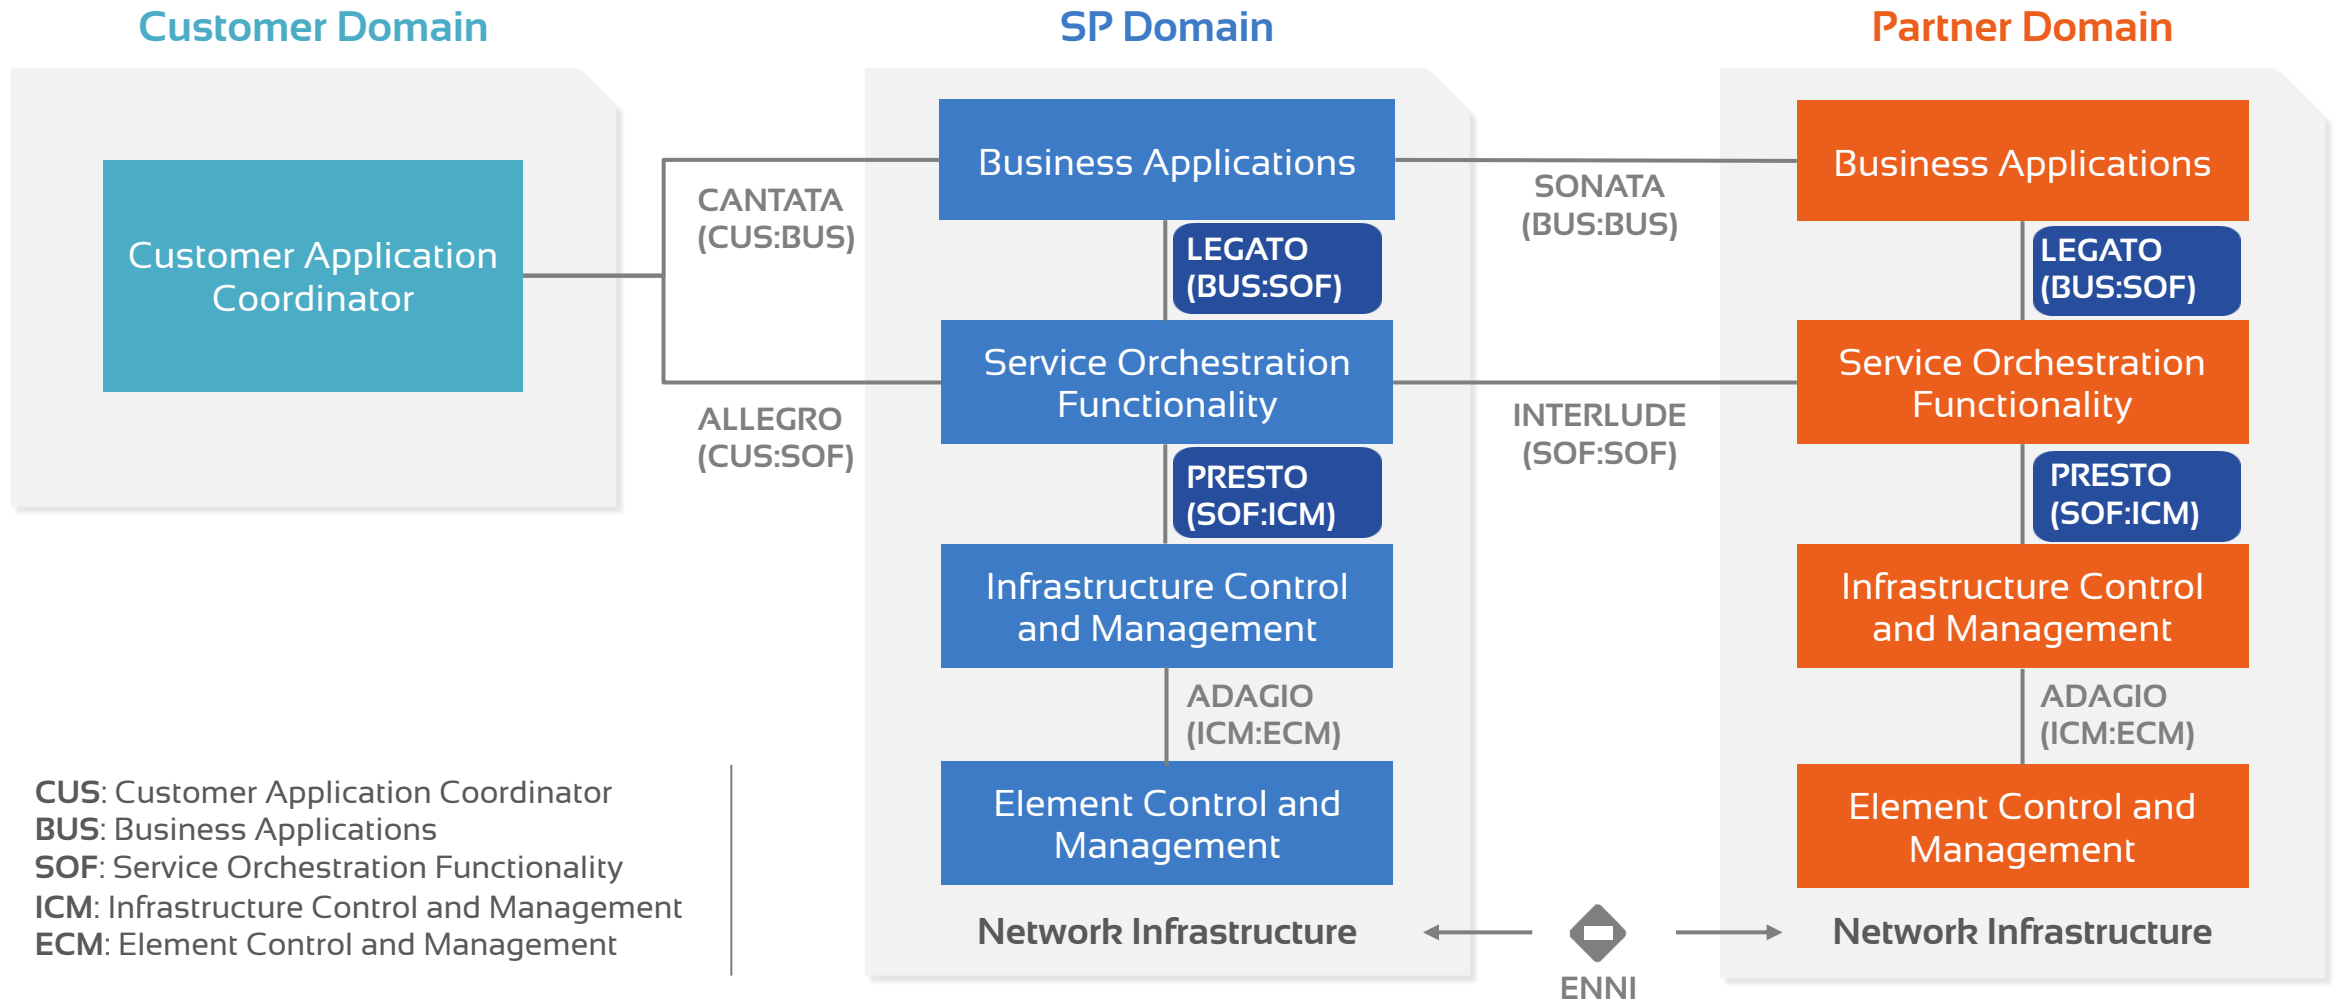 Customer Domain
SP Domain
Partner Domain
Customer Application
Coordinator
CANTATA
(CUS:BUS)
ALLEGRO
(CUS:SOF)
Business Applications
LEGATO
(BUS:SOF)
Service Orchestration
Functionality
PRESTO
(SOF:ICM)
Infrastructure Control
and Management
ADAGIO
(ICM:ECM)
Element Control and
Management
Network Infrastructure
SONATA
(BUS:BUS)
INTERLUDE
(SOF:SOF)
ENNI
Business Applications
LEGATO
(BUS:SOF)
Service Orchestration
Functionality
PRESTO
(SOF:ICM)
Infrastructure Control
and Management
ADAGIO
(ICM:ECM)
Element Control and
Management
Network Infrastructure
CUS: Customer Application Coordinator
BUS: Business Applications
SOF: Service Orchestration Functionality
ICM: Infrastructure Control and Management
ECM: Element Control and Management